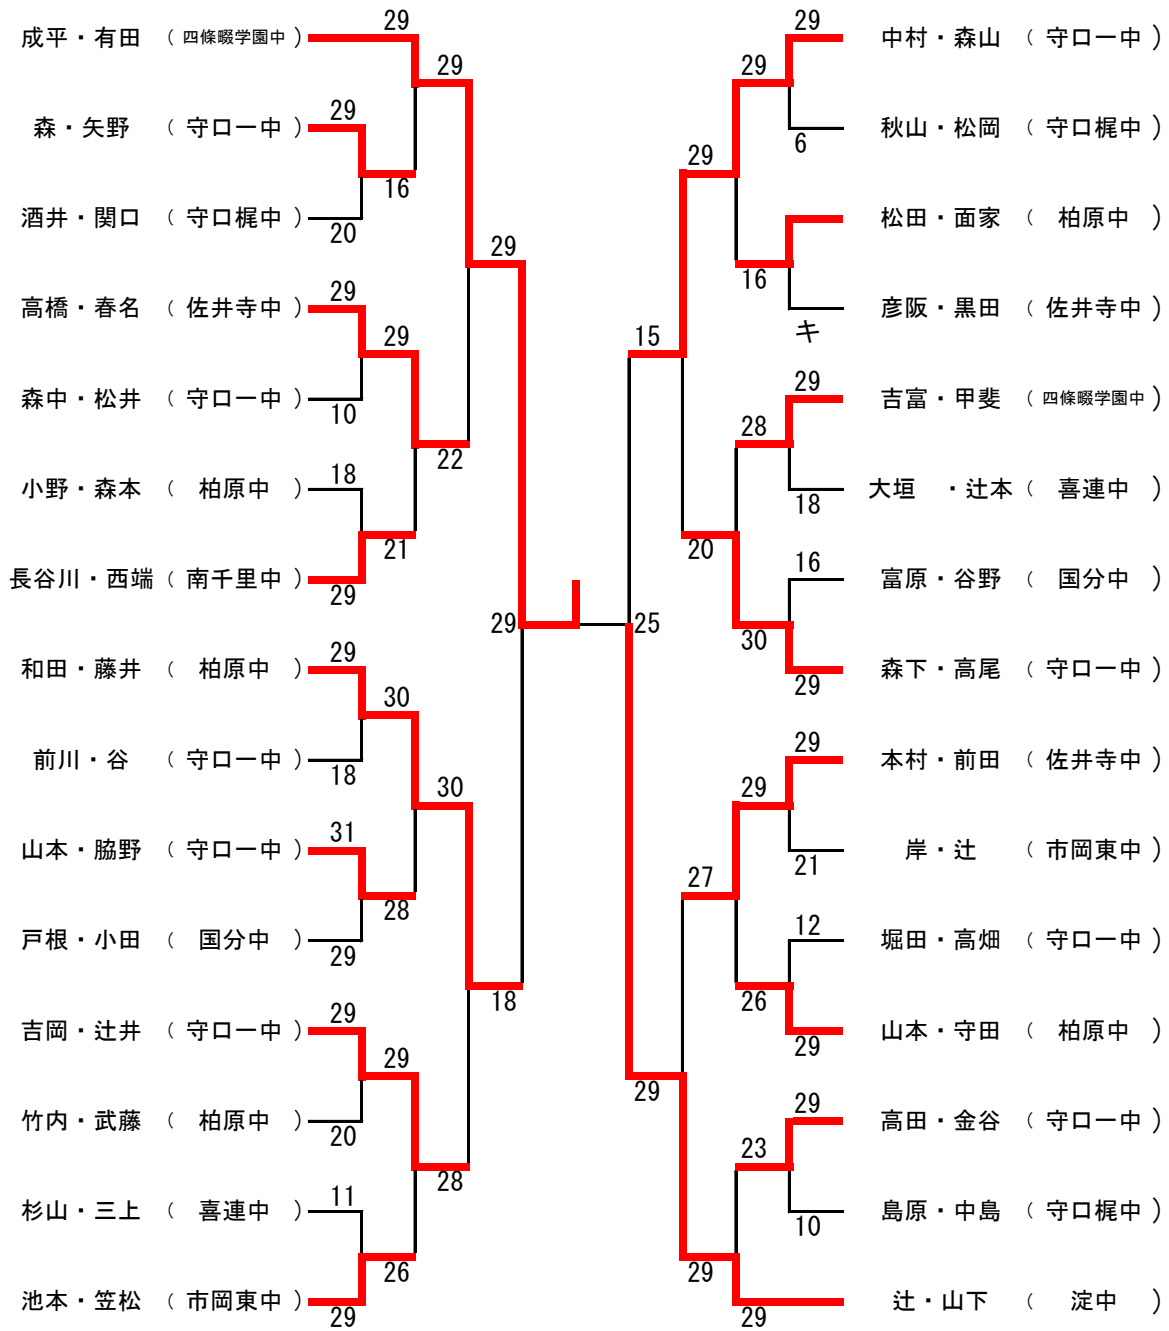 成平・有田 （ 四條畷学園中 ） 29
29
森・矢野 （ 守口一中 ） 29
16
酒井・関口 （ 守口梶中 ） 20
29
高橋・春名 （ 佐井寺中 ） 29
29
森中・松井 （ 守口一中 ） 10
22
小野・森本 （ 柏原中 ） 18
21
長谷川・西端 （ 南千里中 ） 29
29
和田・藤井 （ 柏原中 ） 29
30
前川・谷 （ 守口一中 ） 18
30
山本・脇野 （ 守口一中 ） 31
28
戸根・小田 （ 国分中 ） 29
18
吉岡・辻井 （ 守口一中 ） 29
29
竹内・武藤 （ 柏原中 ） 20
28
杉山・三上 （ 喜連中 ） 11
26
池本・笠松 （ 市岡東中 ） 29
29 中村・森山 （ 守口一中 ）
29
6 秋山・松岡 （ 守口梶中 ）
29
松田・面家 （ 柏原中 ）
16
キ 彦阪・黒田 （ 佐井寺中 ）
15
29 吉富・甲斐 （ 四條畷学園中 ）
28
18 大垣 ・辻本 （ 喜連中 ）
20
16 富原・谷野 （ 国分中 ）
30
29 森下・高尾 （ 守口一中 ）
25
29 本村・前田 （ 佐井寺中 ）
29
21 岸・辻 （ 市岡東中 ）
27
12 堀田・高畑 （ 守口一中 ）
26
29 山本・守田 （ 柏原中 ）
29
29 高田・金谷 （ 守口一中 ）
23
10 島原・中島 （ 守口梶中 ）
29
29 辻・山下 （ 淀中 ）